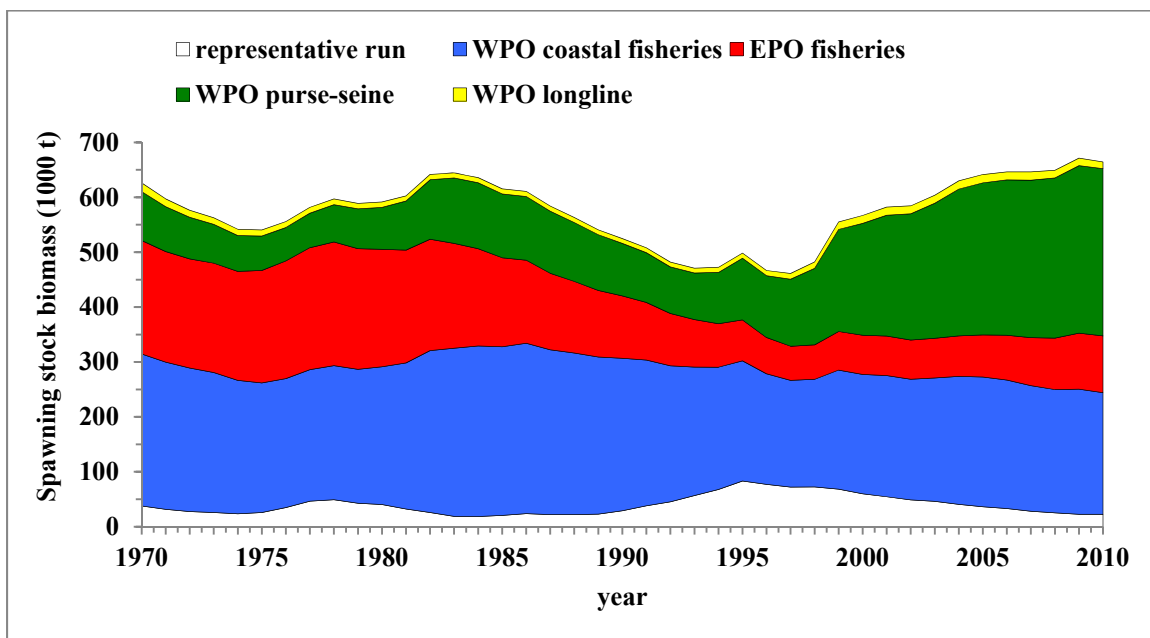 representative run WPO coastal fisheries EPO fisheries
WPO purse-seine WPO longline
Spawning stock biomass (1000 t)
700
600
500
400
300
200
100
0
1970 1975 1980 1985 1990 1995 2000 2005 2010
year